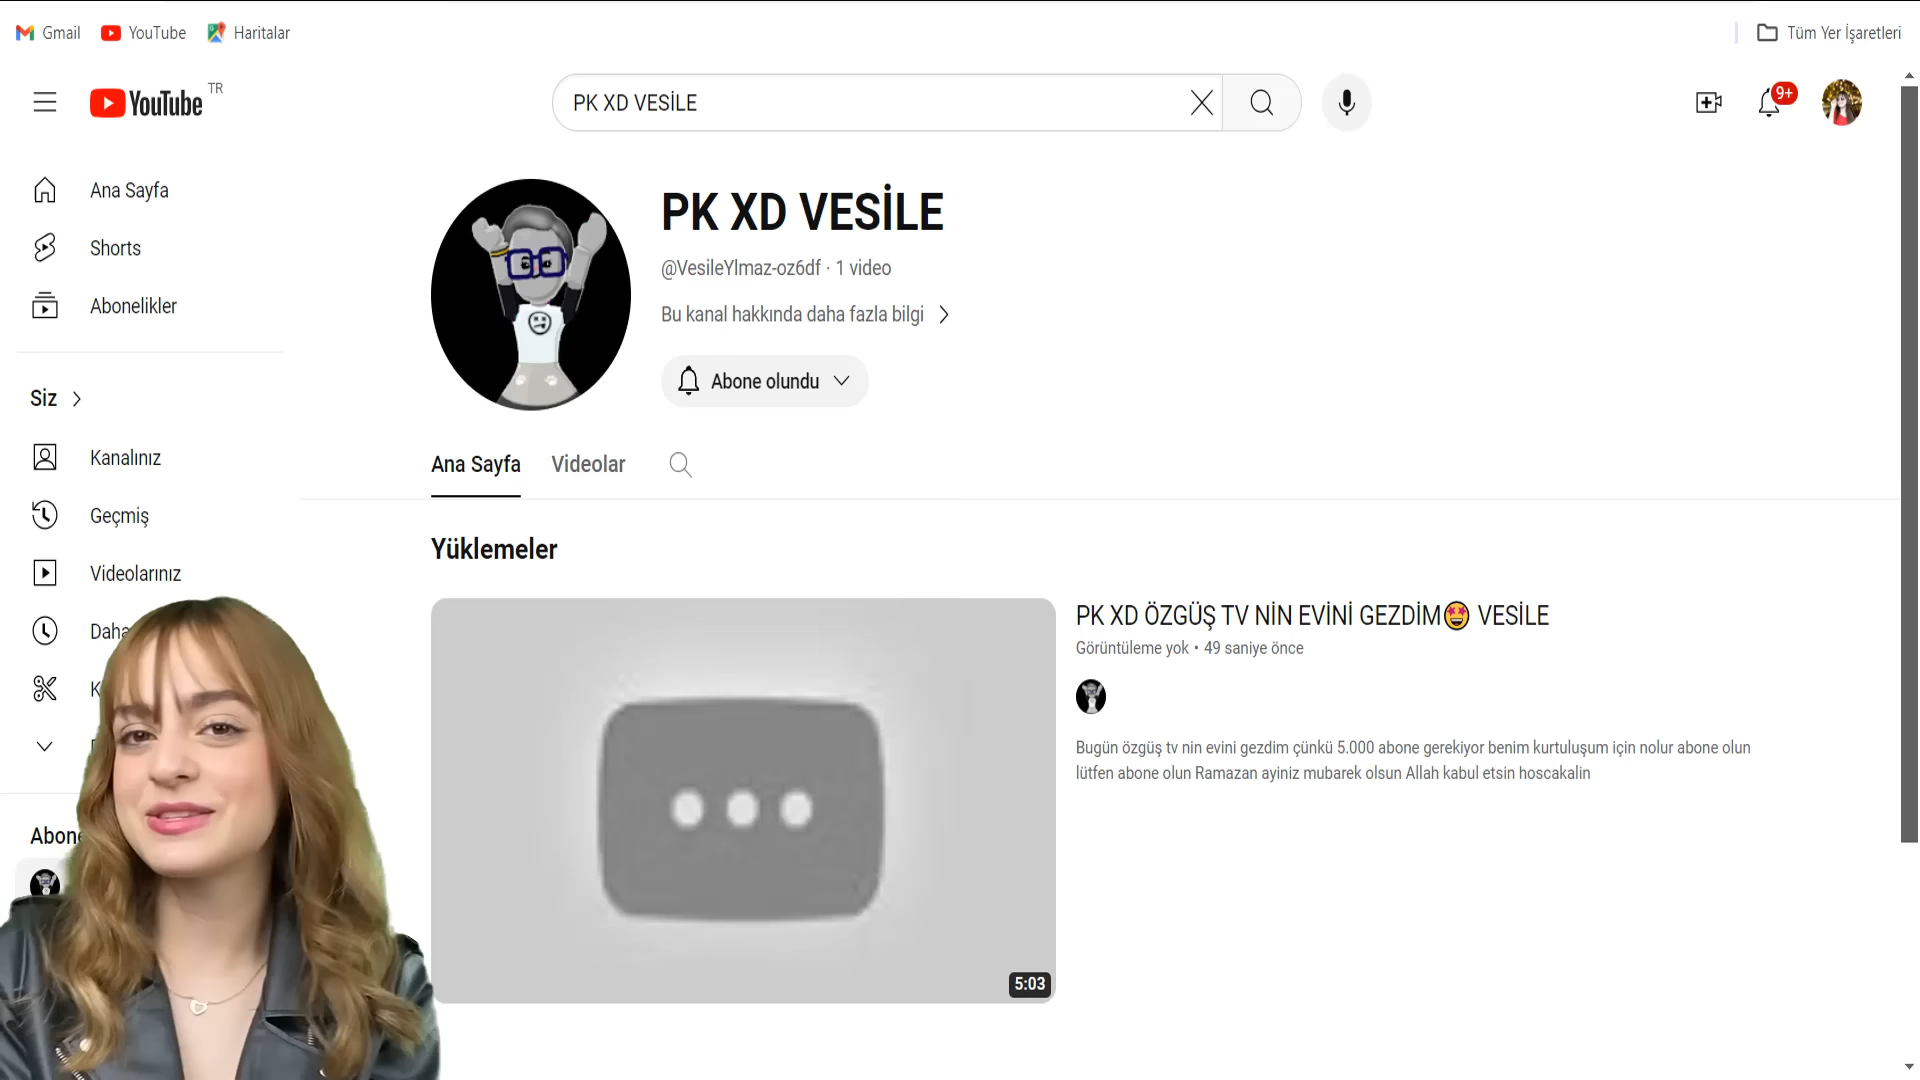 Gmail
YouTube
Haritalar
Tüm Yer İşaretleri
YouTube TR
PK XD VESİLE
9+
Ana Sayfa
Shorts
Abonelikler
Siz
Kanalınız
Geçmiş
Videolarınız
Daha
K
Abone
PK XD VESİLE
@VesileYlmaz-oz6df · 1 video
Bu kanal hakkında daha fazla bilgi
Abone olundu
Ana Sayfa
Videolar
Yüklemeler
5:03
PK XD ÖZGÜŞ TV NİN EVİNİ GEZDİM🤩 VESİLE
Görüntüleme yok • 49 saniye önce
Bugün özgüş tv nin evini gezdim çünkü 5.000 abone gerekiyor benim kurtuluşum için nolur abone olun
lütfen abone olun Ramazan ayiniz mubarek olsun Allah kabul etsin hoscakalin